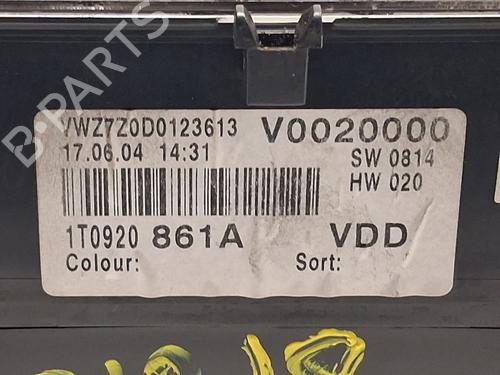 B-PARTS
VWZ7Z0D0123613 V0020000
17.06.04 14:31 SW 0814
HW 020
1T0920 861A VDD
Colour: Sort: